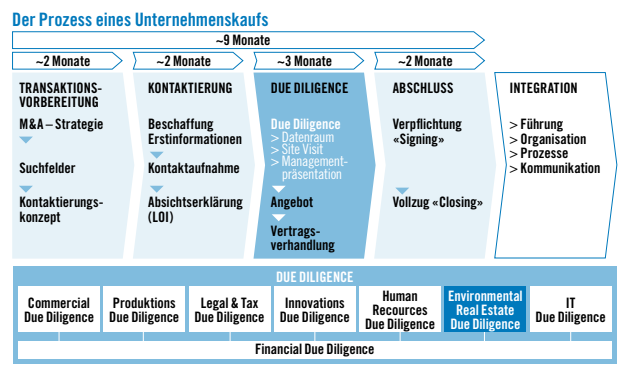 Der Prozess eines Unternehmenskaufs
~9 Monate
~2 Monate
~2 Monate
~3 Monate
~2 Monate
TRANSAKTIONS-
VORBEREITUNG
M&A – Strategie
Suchfelder
Kontaktierungs-
konzept
KONTAKTIERUNG
Beschaffung
Erstinformationen
Kontaktaufnahme
Absichtserklärung
(LOI)
DUE DILIGENCE
Due Diligence
> Datenraum
> Site Visit
> Management-
präsentation
Angebot
Vertrags-
verhandlung
ABSCHLUSS
Verpflichtung
«Signing»
Vollzug «Closing»
INTEGRATION
> Führung
> Organisation
> Prozesse
> Kommunikation
DUE DILIGENCE
Commercial
Due Diligence
Produktions
Due Diligence
Legal & Tax
Due Diligence
Innovations
Due Diligence
Human
Recources
Due Diligence
Environmental
Real Estate
Due Diligence
IT
Due Diligence
Financial Due Diligence